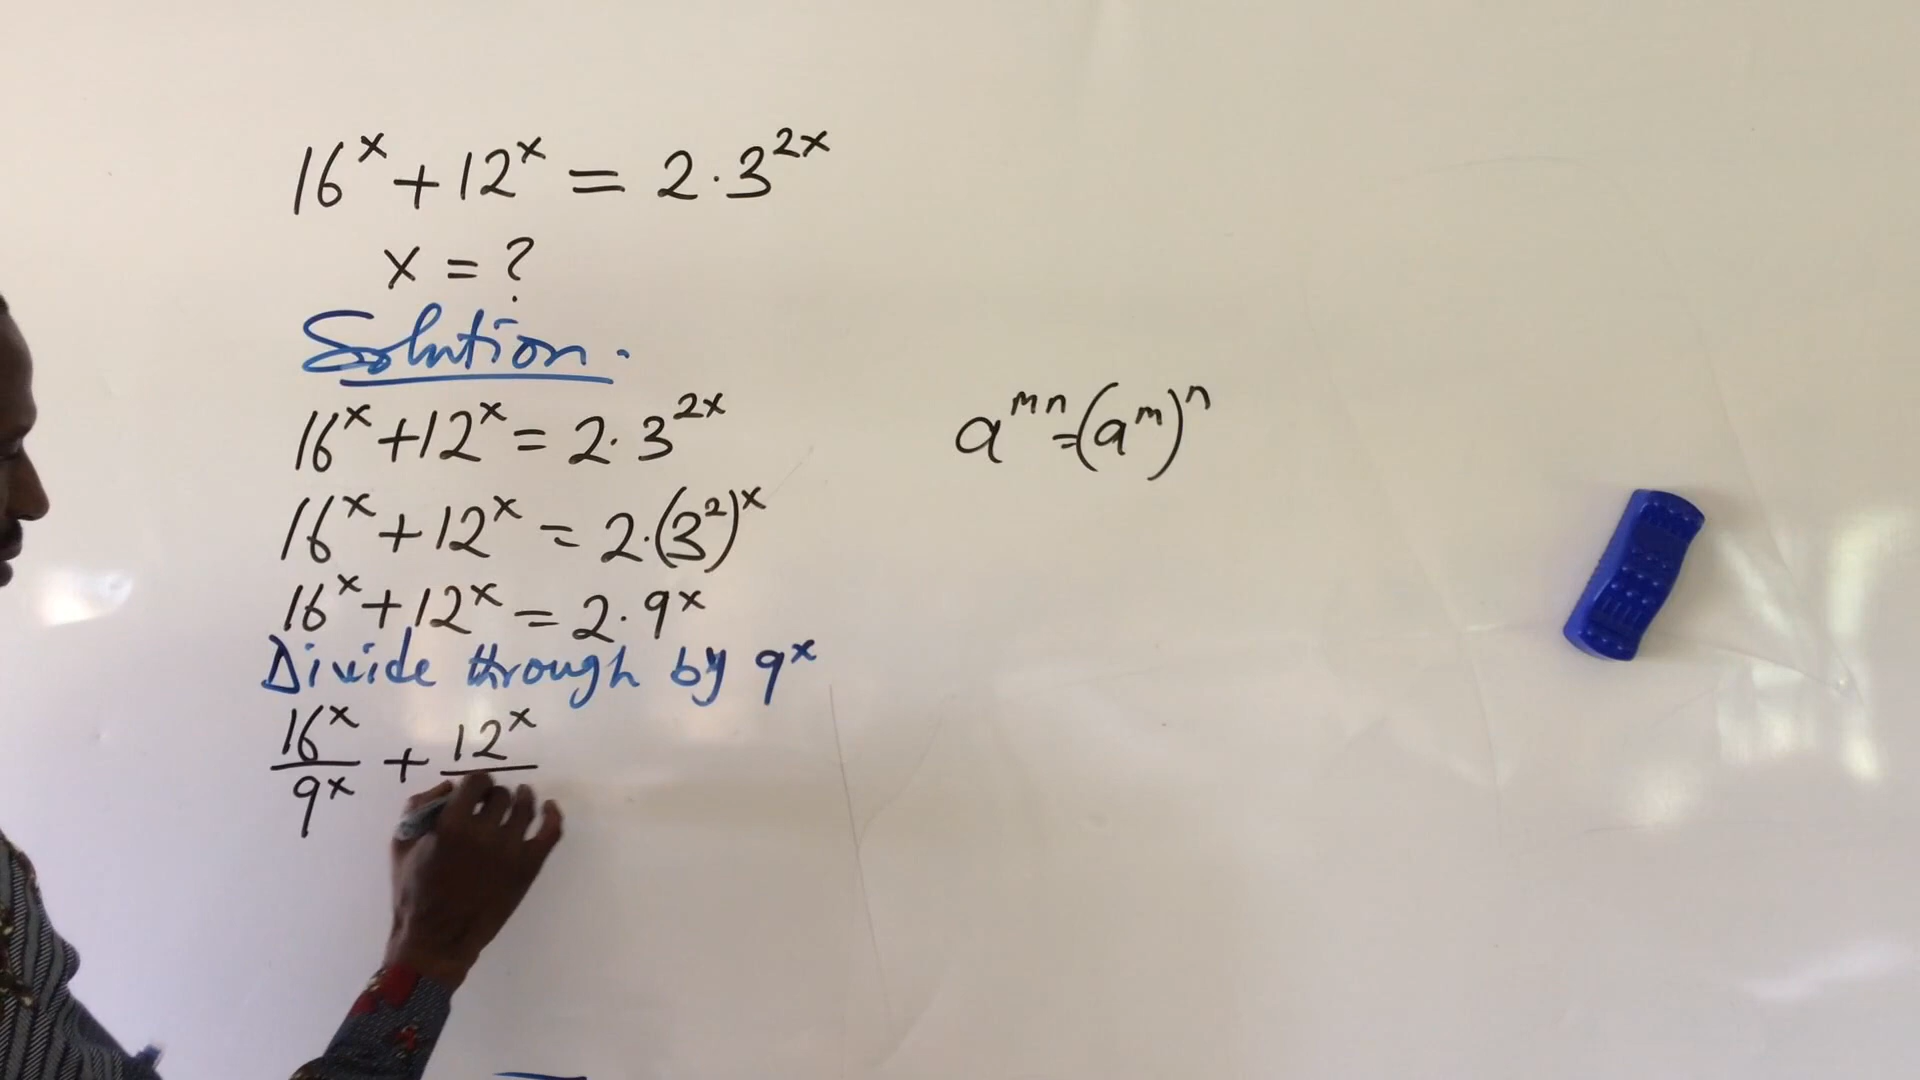 16^x + 12^x = 2 · 3^2x
x = ?
Solution.
16^x + 12^x = 2 · 3^2x
a^mn = (a^m)^n
16^x + 12^x = 2 · (3^2)^x
16^x + 12^x = 2 · 9^x
Divide through by 9^x
16^x/9^x + 12^x/